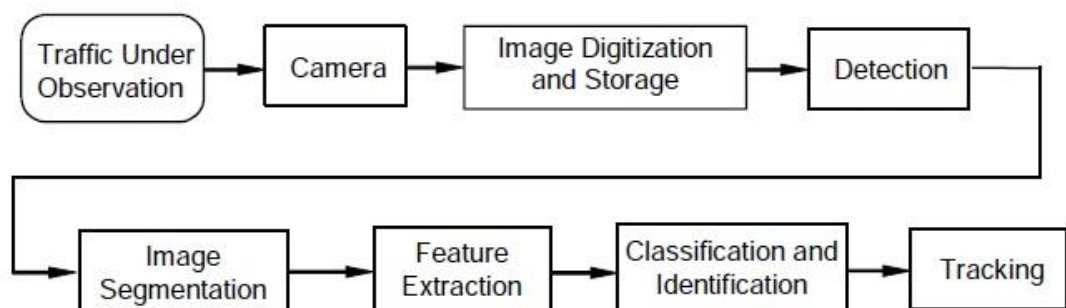 Traffic Under
Observation
Camera
Image Digitization
and Storage
Detection
Image
Segmentation
Feature
Extraction
Classification and
Identification
Tracking